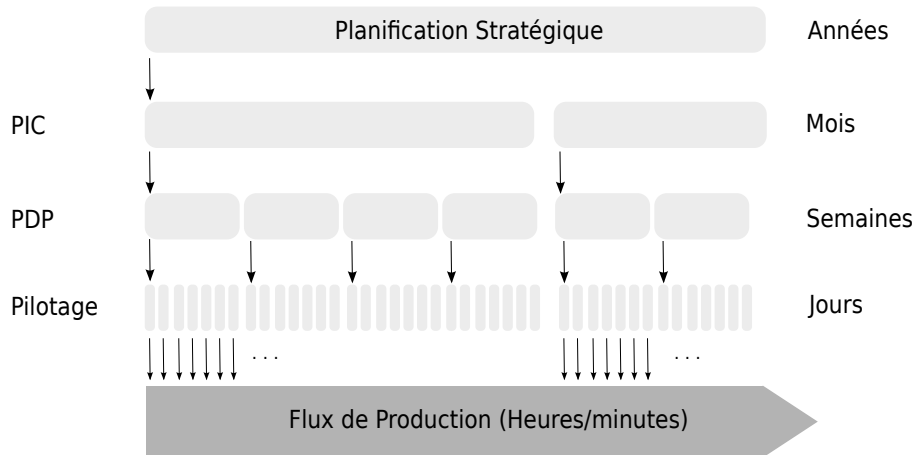 Planification Stratégique
Années
PIC
Mois
PDP
Semaines
Pilotage
Jours
...
...
Flux de Production (Heures/minutes)